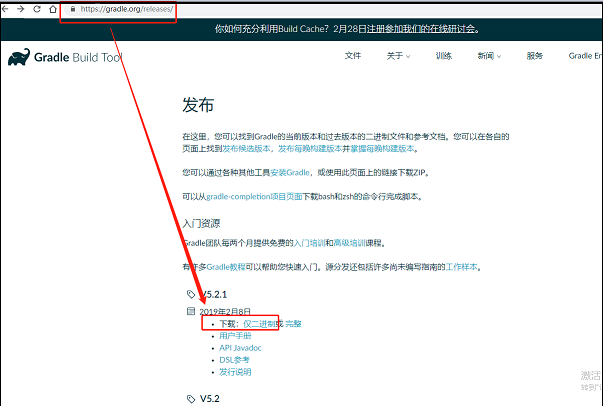 https://gradle.org/releases/
你如何充分利用Build Cache？2月28日注册参加我们的在线研讨会。
Gradle Build Tool
文件 关于 训练 新闻 服务 Gradle En
发布
在这里，您可以找到Gradle的当前版本和过去版本的二进制文件和参考文档。您可以在各自的
页面上找到发布候选版本，发布每晚构建版本并掌握每晚构建版本。
您可以通过各种其他工具安装Gradle，或使用此页面上的链接下载ZIP。
可以从gradle-completion项目页面下载bash和zsh的命令行完成脚本。
入门资源
Gradle团队每两个月提供免费的入门培训和高级培训课程。
有许多Gradle教程可以帮助您快速入门。源分发还包括许多尚未编写指南的工作样本。
V5.2.1
2019年2月8日
下载：仅二进制或 完整
用户手册
API Javadoc
DSL参考
发行说明
V5.2
激活
转到"